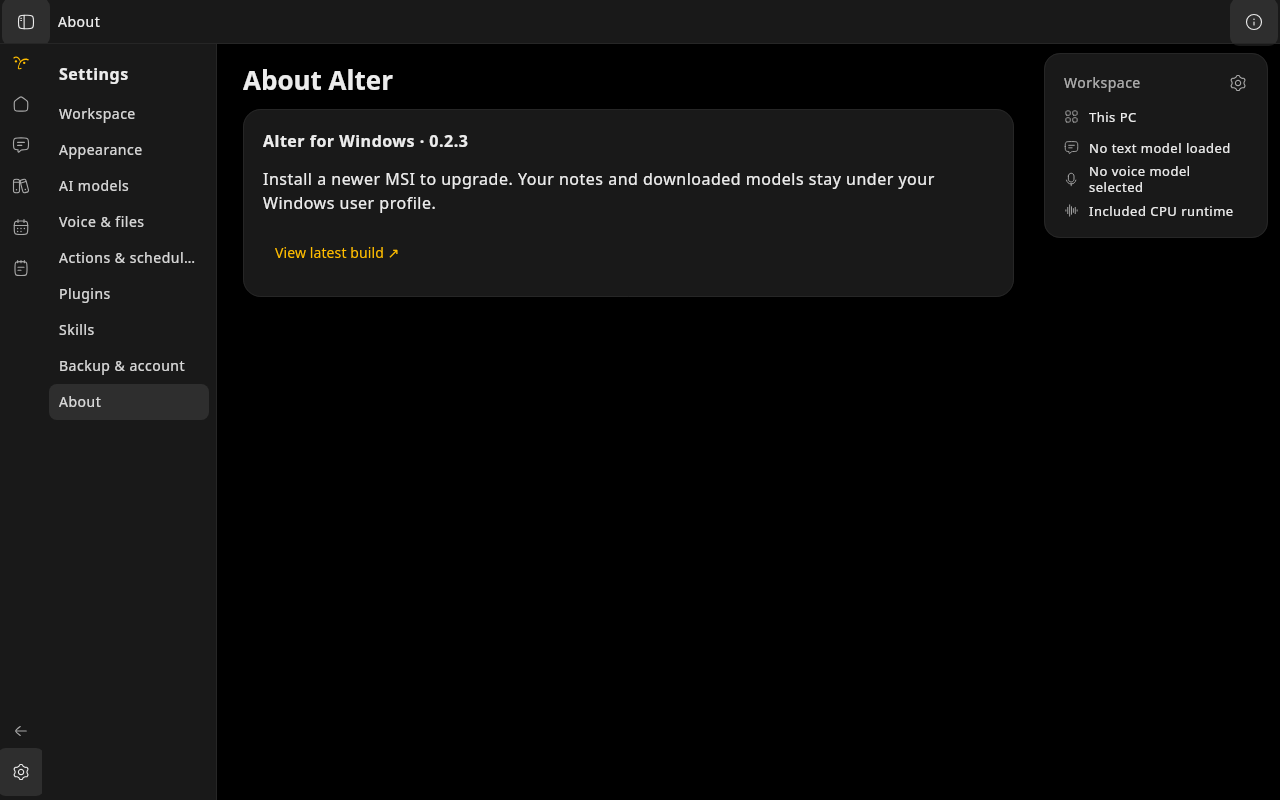 About
Settings
Workspace
Appearance
AI models
Voice & files
Actions & schedul…
Plugins
Skills
Backup & account
About
About Alter
Alter for Windows · 0.2.3
Install a newer MSI to upgrade. Your notes and downloaded models stay under your
Windows user profile.
View latest build ↗
Workspace
This PC
No text model loaded
No voice model
selected
Included CPU runtime